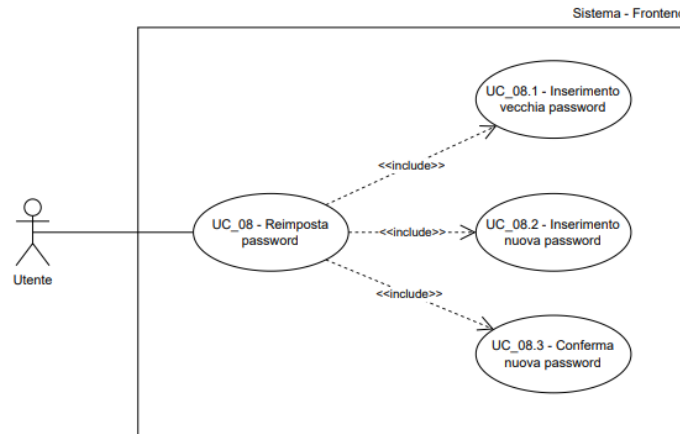 Sistema - Frontend
UC_08.1 - Inserimento
vecchia password
<<include>>
UC_08 - Reimposta
password
<<include>>
UC_08.2 - Inserimento
nuova password
Utente
<<include>>
UC_08.3 - Conferma
nuova password